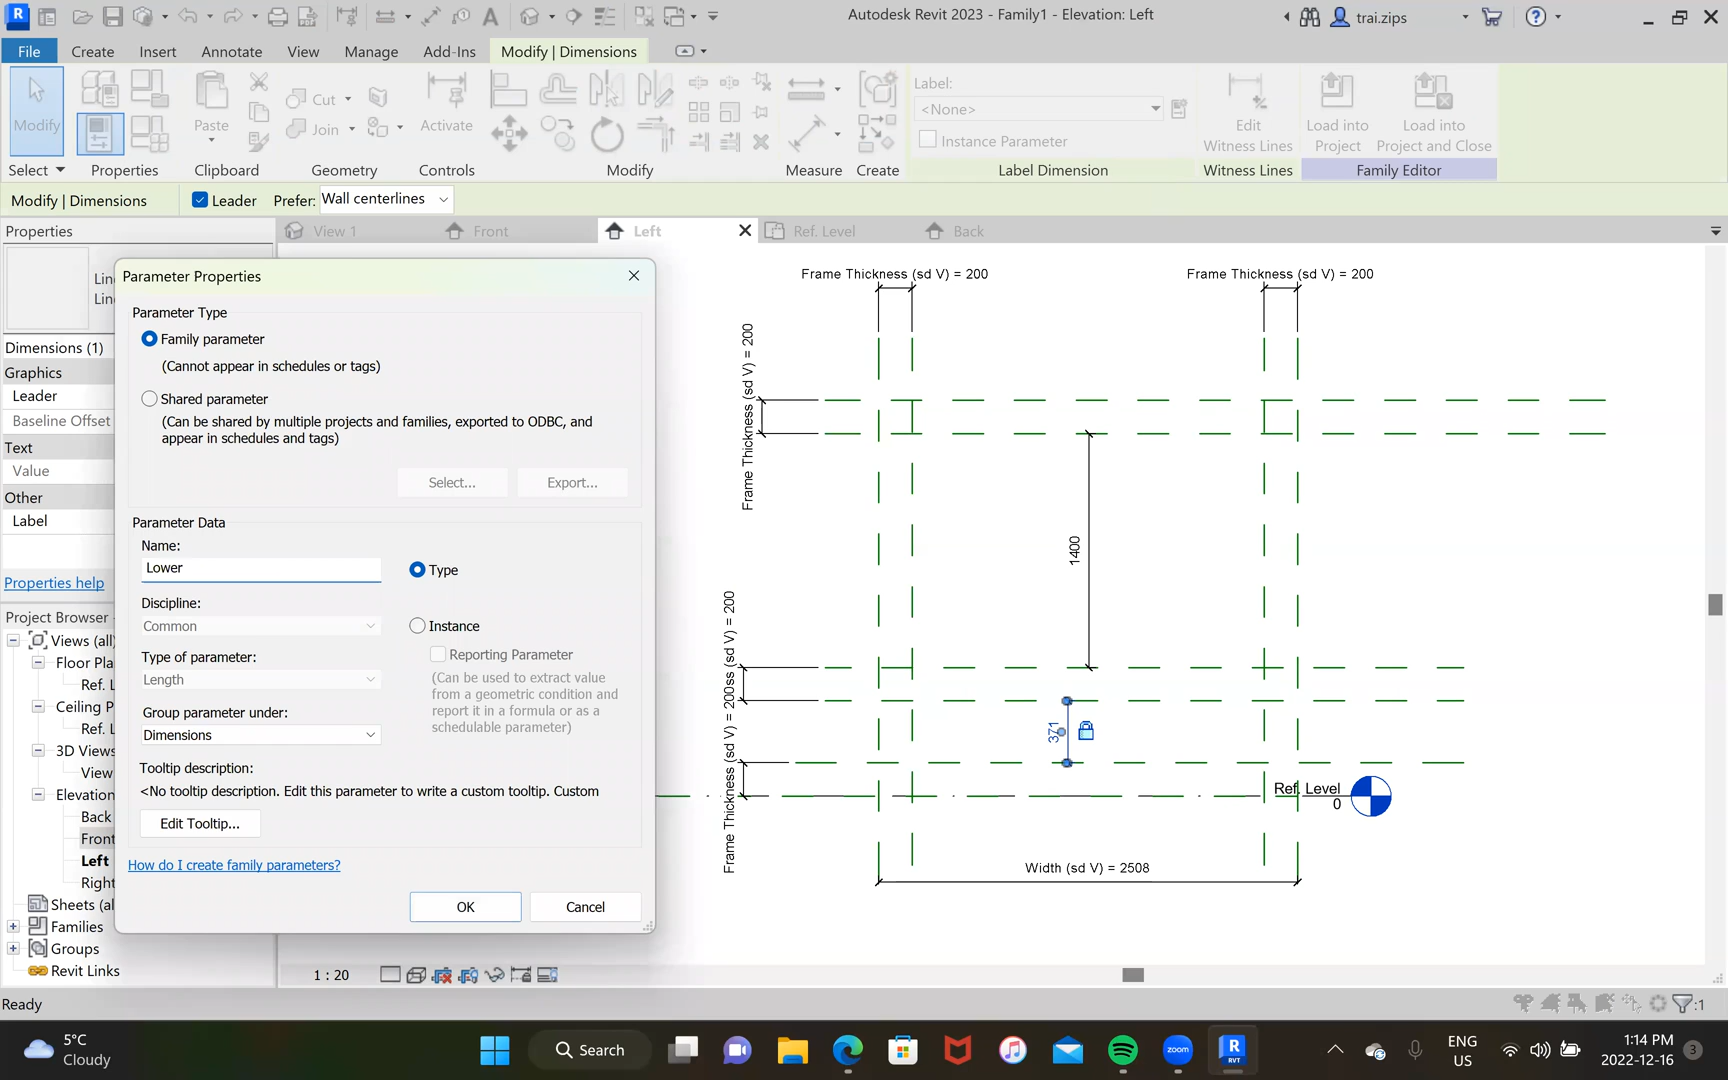 Autodesk Revit 2023 - Family1 - Elevation: Left
trai.zips
File Create Insert Annotate View Manage Add-Ins Modify | Dimensions
Modify
Paste
Cut
Join
Activate
Label:
<None>
Instance Parameter
Edit
Witness Lines
Load into
Project
Load into
Project and Close
Select Properties Clipboard Geometry Controls Modify Measure Create Label Dimension Witness Lines Family Editor
Modify | Dimensions Leader Prefer: Wall centerlines
Properties
View 1 Front Left Ref. Level Back
Dimensions (1)
Graphics
Leader
Baseline Offset
Text
Value
Other
Label
Properties help
Project Browser
Views (all
Floor Pla
Ref. L
Ceiling P
Ref. L
3D Views
View
Elevation
Back
Front
Left
Right
Sheets (al
Families
Groups
Revit Links
Parameter Properties
Parameter Type
Family parameter
(Cannot appear in schedules or tags)
Shared parameter
(Can be shared by multiple projects and families, exported to ODBC, and
appear in schedules and tags)
Select... Export...
Parameter Data
Name:
Lower
Type
Discipline:
Common
Instance
Type of parameter:
Reporting Parameter
Length
(Can be used to extract value
from a geometric condition and
report it in a formula or as a
schedulable parameter)
Group parameter under:
Dimensions
Tooltip description:
<No tooltip description. Edit this parameter to write a custom tooltip. Custom
Edit Tooltip...
How do I create family parameters?
OK Cancel
Frame Thickness (sd V) = 200
Frame Thickness (sd V) = 200
Frame Thickness (sd V) = 200
1400
ss (sd V) = 200
Frame Thickness (sd V) = 200
371
Ref. Level
0
Width (sd V) = 2508
1 : 20
Ready
:1
5°C
Cloudy
Search
zoom
R
RVT
ENG
US
1:14 PM
2022-12-16
3